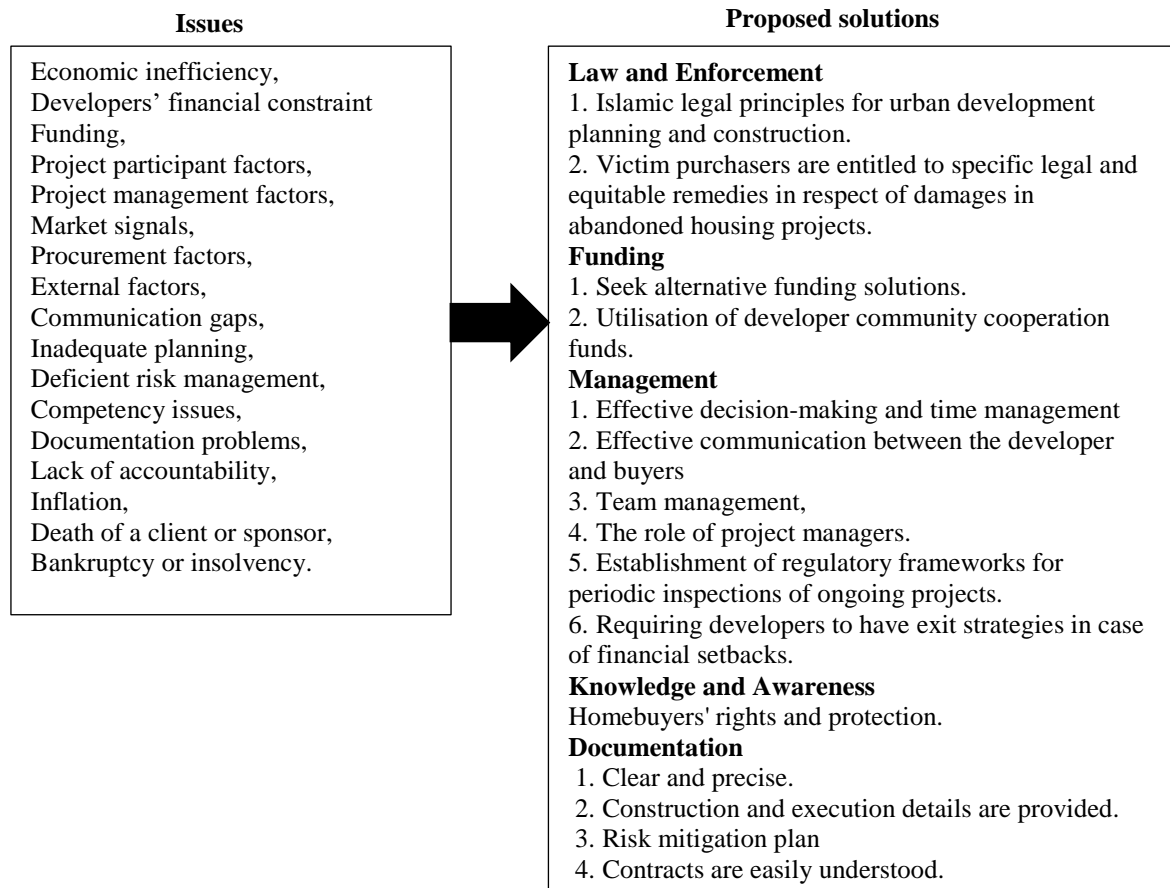 Issues
Economic inefficiency,
Developers’ financial constraint
Funding,
Project participant factors,
Project management factors,
Market signals,
Procurement factors,
External factors,
Communication gaps,
Inadequate planning,
Deficient risk management,
Competency issues,
Documentation problems,
Lack of accountability,
Inflation,
Death of a client or sponsor,
Bankruptcy or insolvency.
Proposed solutions
Law and Enforcement
1. Islamic legal principles for urban development
planning and construction.
2. Victim purchasers are entitled to specific legal and
equitable remedies in respect of damages in
abandoned housing projects.
Funding
1. Seek alternative funding solutions.
2. Utilisation of developer community cooperation
funds.
Management
1. Effective decision-making and time management
2. Effective communication between the developer
and buyers
3. Team management,
4. The role of project managers.
5. Establishment of regulatory frameworks for
periodic inspections of ongoing projects.
6. Requiring developers to have exit strategies in case
of financial setbacks.
Knowledge and Awareness
Homebuyers' rights and protection.
Documentation
1. Clear and precise.
2. Construction and execution details are provided.
3. Risk mitigation plan
4. Contracts are easily understood.